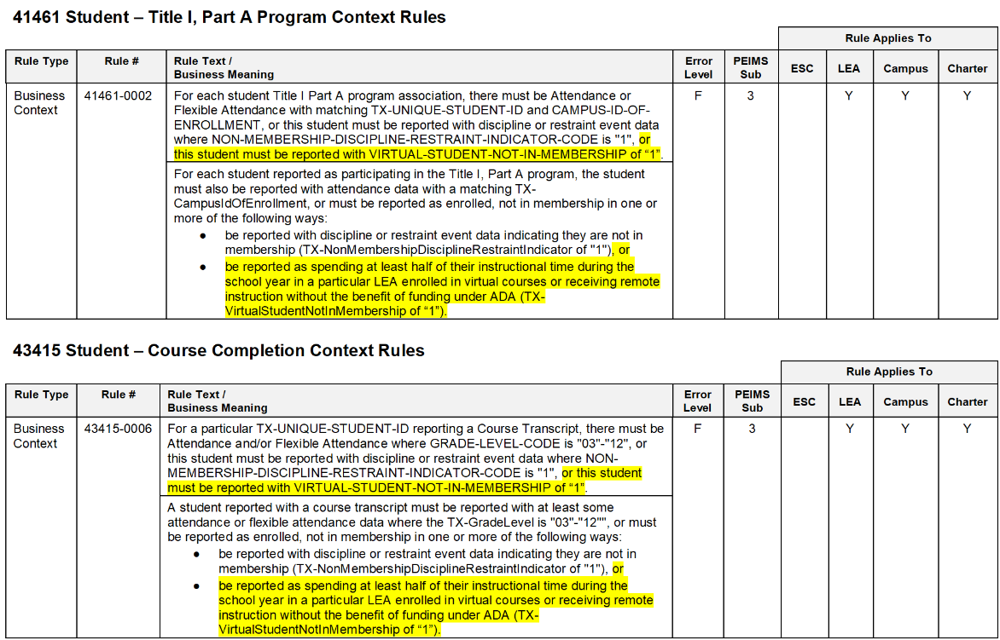 41461 Student – Title I, Part A Program Context Rules
Rule Applies To
Rule Type
Rule #
Rule Text /
Business Meaning
Error
Level
PEIMS
Sub
ESC
LEA
Campus
Charter
Business
Context
41461-0002
For each student Title I Part A program association, there must be Attendance or
Flexible Attendance with matching TX-UNIQUE-STUDENT-ID and CAMPUS-ID-OF-
ENROLLMENT, or this student must be reported with discipline or restraint event data
where NON-MEMBERSHIP-DISCIPLINE-RESTRAINT-INDICATOR-CODE is "1", or
this student must be reported with VIRTUAL-STUDENT-NOT-IN-MEMBERSHIP of “1”.
F
3
Y
Y
Y
For each student reported as participating in the Title I, Part A program, the student
must also be reported with attendance data with a matching TX-
CampusIdOfEnrollment, or must be reported as enrolled, not in membership in one or
more of the following ways:
● be reported with discipline or restraint event data indicating they are not in
membership (TX-NonMembershipDisciplineRestraintIndicator of "1"), or
● be reported as spending at least half of their instructional time during the
school year in a particular LEA enrolled in virtual courses or receiving remote
instruction without the benefit of funding under ADA (TX-
VirtualStudentNotInMembership of “1”).
43415 Student – Course Completion Context Rules
Rule Applies To
Rule Type
Rule #
Rule Text /
Business Meaning
Error
Level
PEIMS
Sub
ESC
LEA
Campus
Charter
Business
Context
43415-0006
For a particular TX-UNIQUE-STUDENT-ID reporting a Course Transcript, there must be
Attendance and/or Flexible Attendance where GRADE-LEVEL-CODE is "03"-"12", or
this student must be reported with discipline or restraint event data where NON-
MEMBERSHIP-DISCIPLINE-RESTRAINT-INDICATOR-CODE is "1", or this student
must be reported with VIRTUAL-STUDENT-NOT-IN-MEMBERSHIP of “1”.
F
3
Y
Y
Y
A student reported with a course transcript must be reported with at least some
attendance or flexible attendance data where the TX-GradeLevel is "03"-"12"", or must
be reported as enrolled, not in membership in one or more of the following ways:
● be reported with discipline or restraint event data indicating they are not in
membership (TX-NonMembershipDisciplineRestraintIndicator of "1"), or
● be reported as spending at least half of their instructional time during the
school year in a particular LEA enrolled in virtual courses or receiving remote
instruction without the benefit of funding under ADA (TX-
VirtualStudentNotInMembership of “1”).